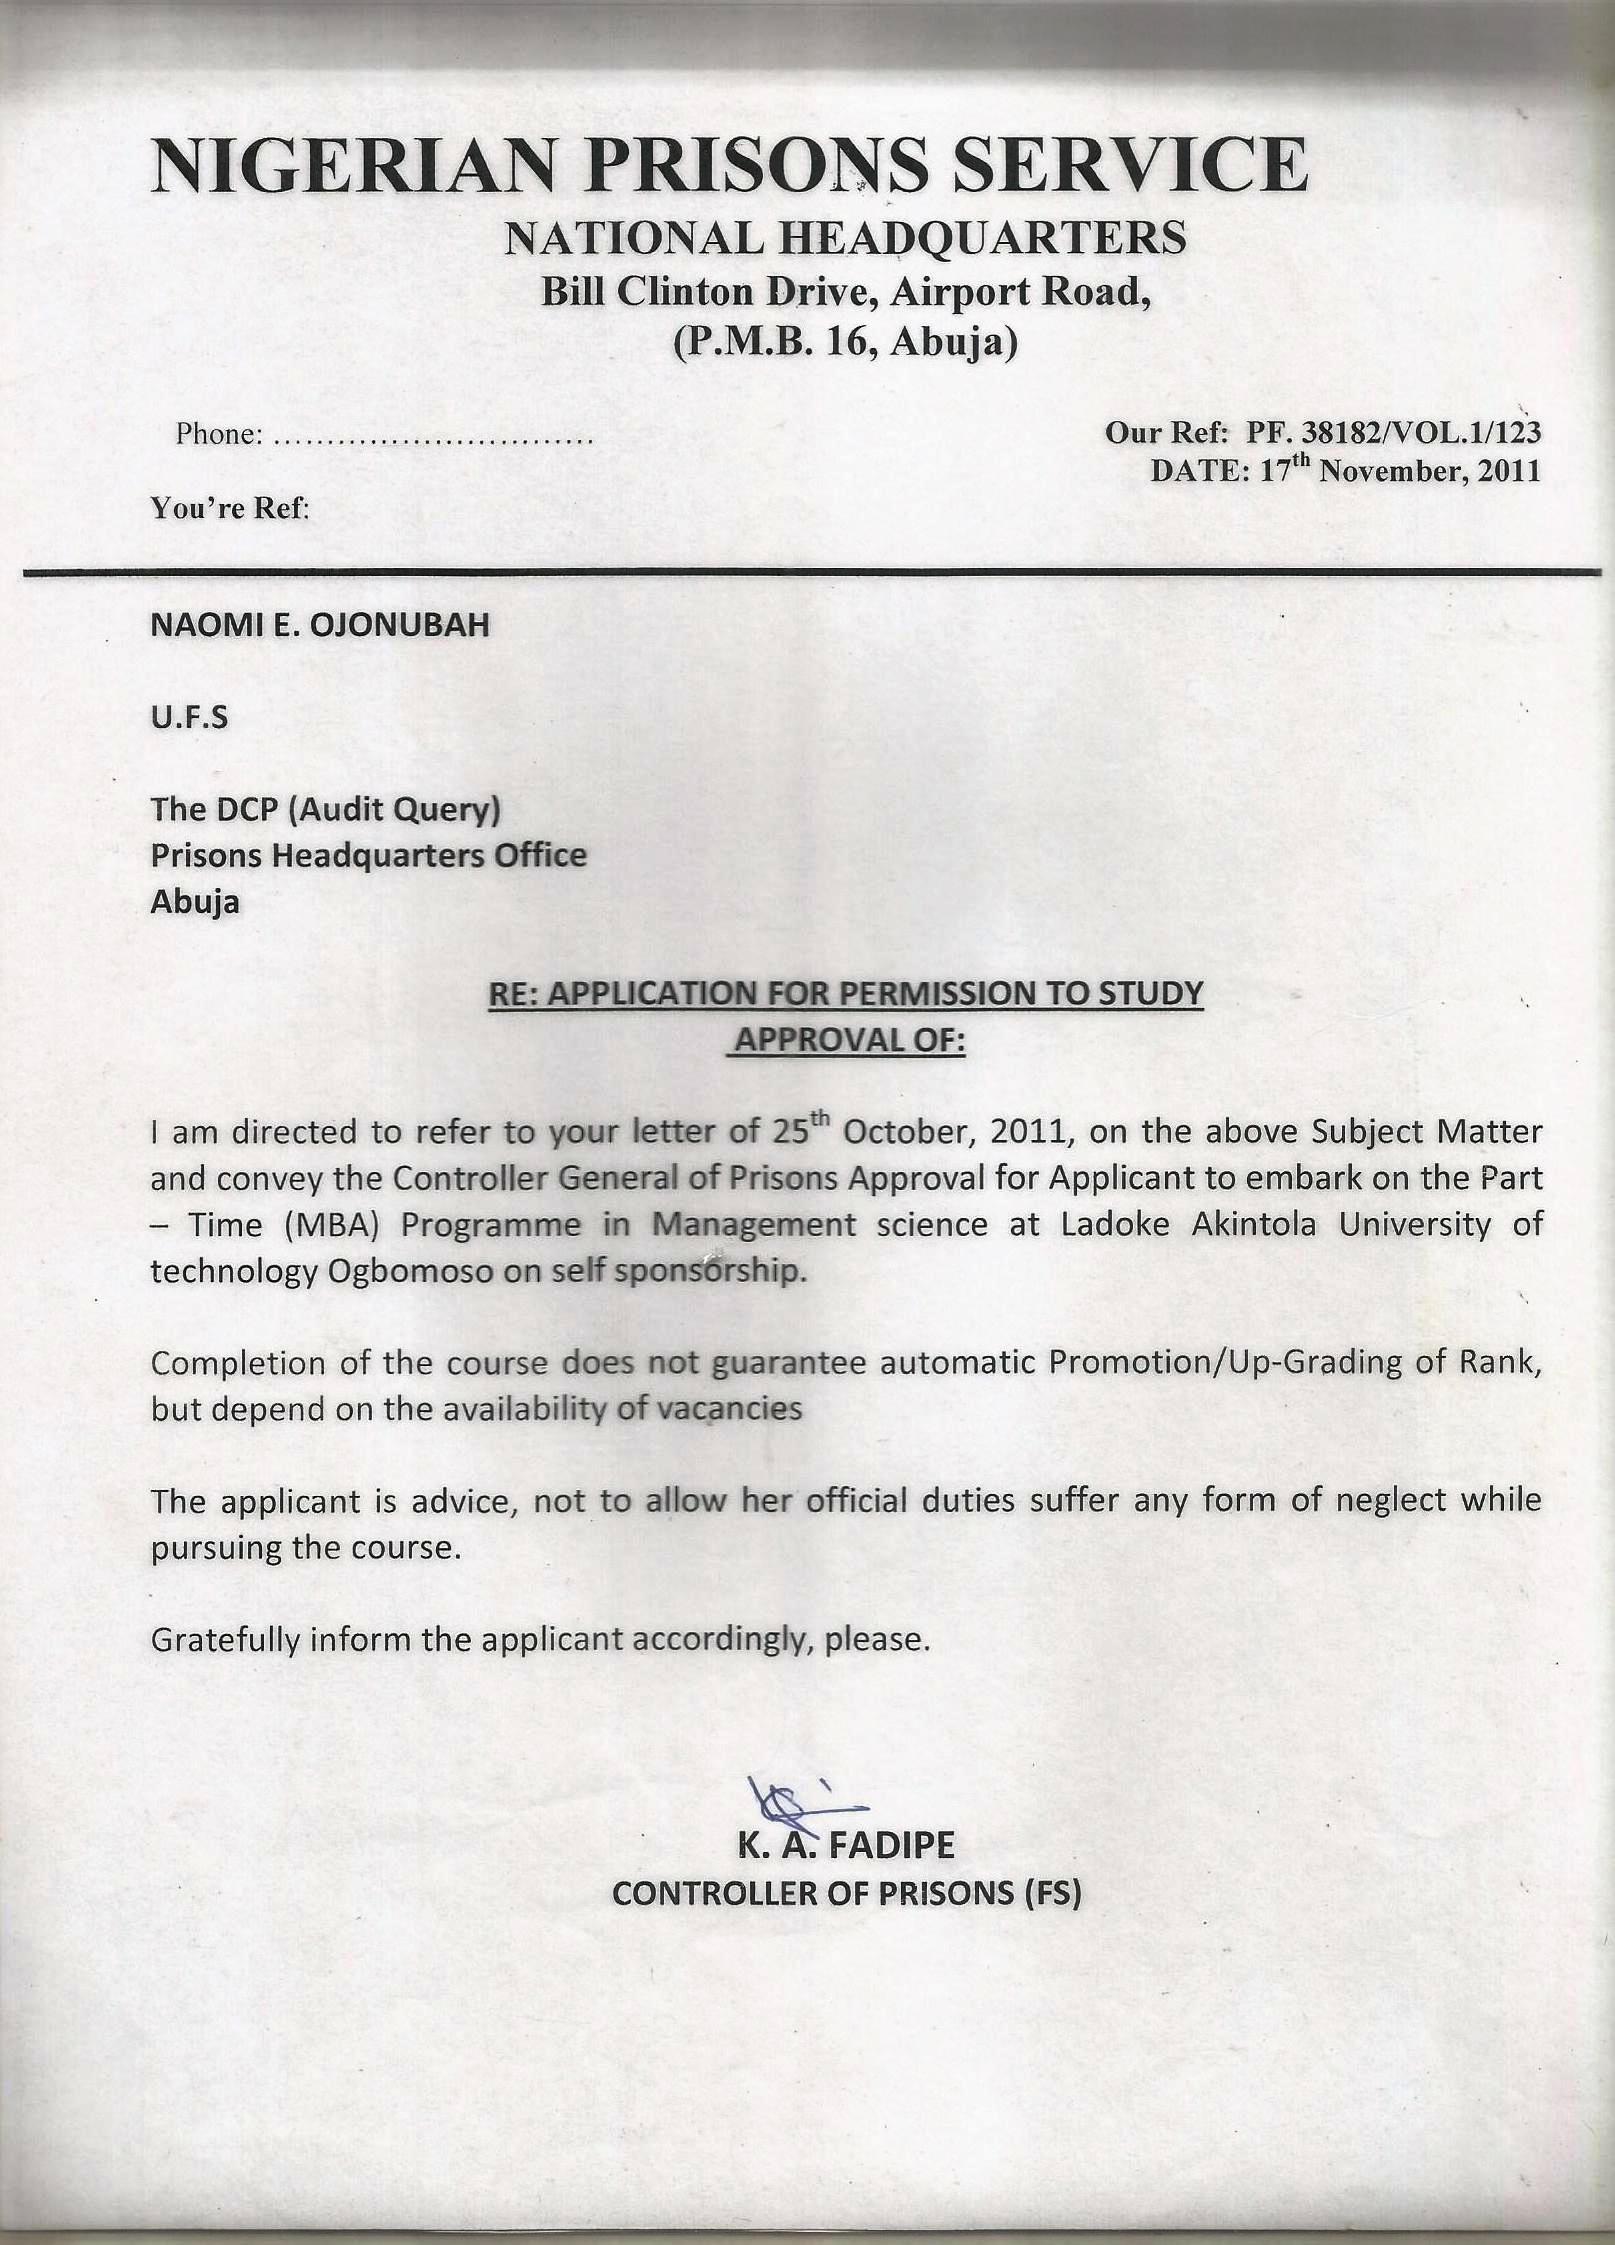 NIGERIAN PRISONS SERVICE
NATIONAL HEADQUARTERS
Bill Clinton Drive, Airport Road,
(P.M.B. 16, Abuja)
Phone: ..............................
Our Ref: PF. 38182/VOL.1/123
DATE: 17th November, 2011
You're Ref:
NAOMI E. OJONUBAH
U.F.S
The DCP (Audit Query)
Prisons Headquarters Office
Abuja
RE: APPLICATION FOR PERMISSION TO STUDY
APPROVAL OF:
I am directed to refer to your letter of 25th October, 2011, on the above Subject Matter
and convey the Controller General of Prisons Approval for Applicant to embark on the Part
– Time (MBA) Programme in Management science at Ladoke Akintola University of
technology Ogbomoso on self sponsorship.
Completion of the course does not guarantee automatic Promotion/Up-Grading of Rank,
but depend on the availability of vacancies
The applicant is advice, not to allow her official duties suffer any form of neglect while
pursuing the course.
Gratefully inform the applicant accordingly, please.
K. A. FADIPE
CONTROLLER OF PRISONS (FS)